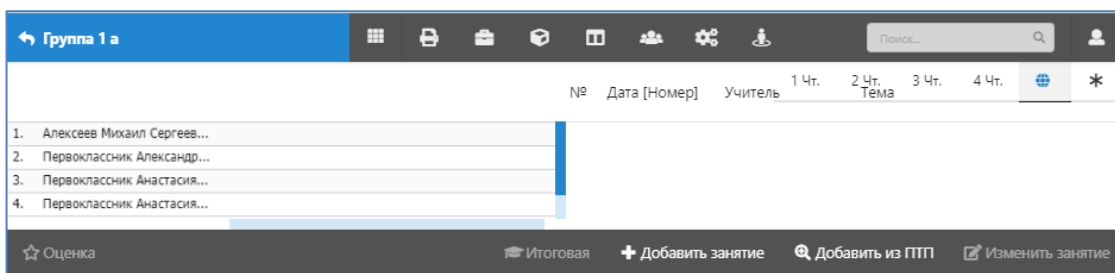 Группа 1 а
Поиск...
№ Дата [Номер] Учитель Тема
1 Чт. 2 Чт. 3 Чт. 4 Чт.
1. Алексеев Михаил Сергеев...
2. Первоклассник Александр...
3. Первоклассник Анастасия...
4. Первоклассник Анастасия...
Оценка Итоговая Добавить занятие Добавить из ПТП Изменить занятие